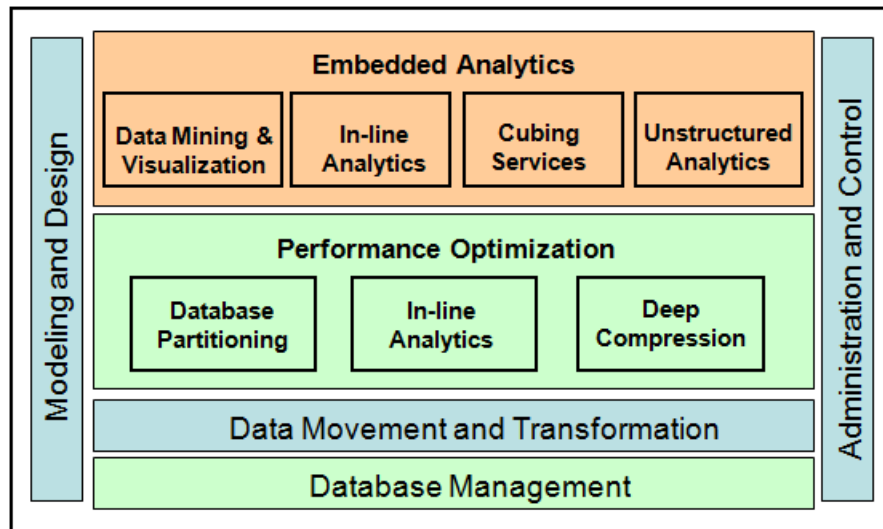 Modeling and Design
Embedded Analytics
Data Mining &
Visualization
In-line
Analytics
Cubing
Services
Unstructured
Analytics
Performance Optimization
Database
Partitioning
In-line
Analytics
Deep
Compression
Data Movement and Transformation
Database Management
Administration and Control